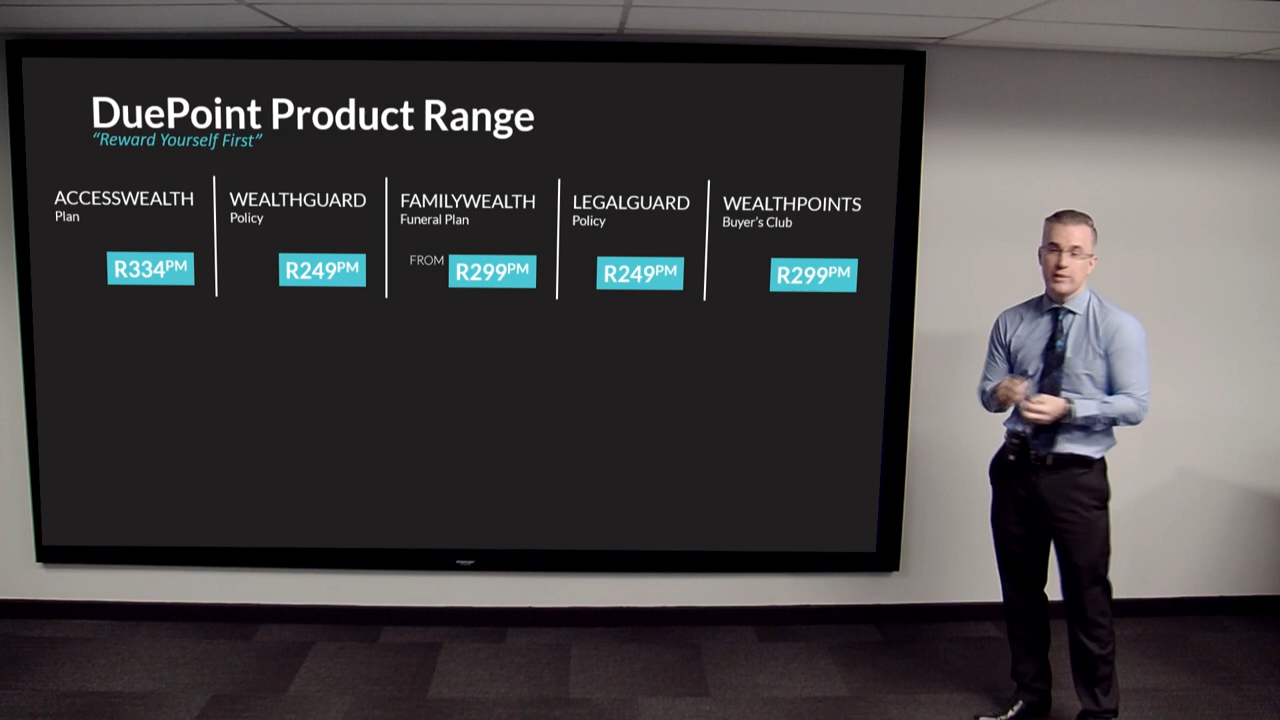 DuePoint Product Range
“Reward Yourself First”
ACCESSWEALTH
Plan
R334PM
WEALTHGUARD
Policy
R249PM
FAMILYWEALTH
Funeral Plan
FROM R299PM
LEGALGUARD
Policy
R249PM
WEALTHPOINTS
Buyer's Club
R299PM